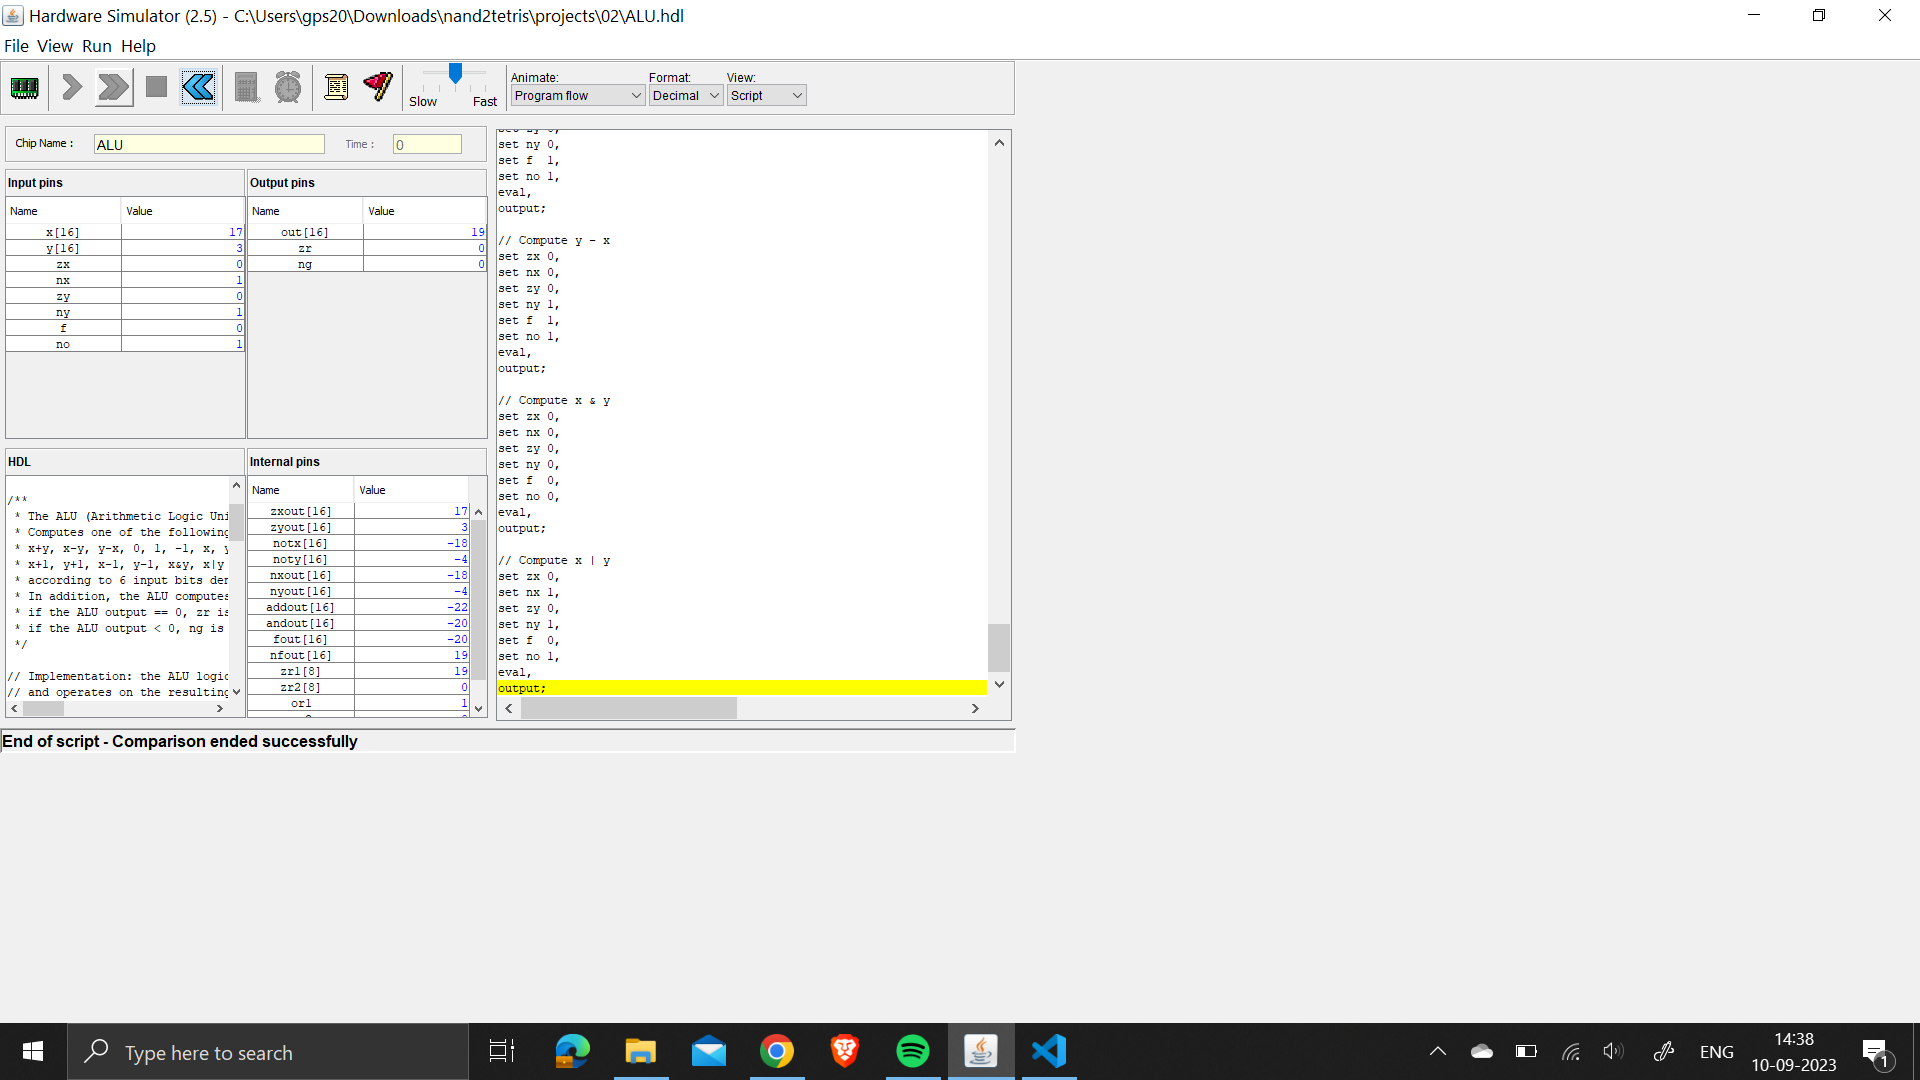 Hardware Simulator (2.5) - C:\Users\gps20\Downloads\nand2tetris\projects\02\ALU.hdl
File View Run Help
Slow Fast
Animate: Format: View:
Program flow Decimal Script
Chip Name : ALU Time : 0
Input pins
Name Value
x[16] 17
y[16] 3
zx 0
nx 1
zy 0
ny 1
f 0
no 1
Output pins
Name Value
out[16] 19
zr 0
ng 0
HDL
/**
* The ALU (Arithmetic Logic Uni
* Computes one of the following
* x+y, x-y, y-x, 0, 1, -1, x, y
* x+1, y+1, x-1, y-1, x&y, x|y
* according to 6 input bits den
* In addition, the ALU computes
* if the ALU output == 0, zr is
* if the ALU output < 0, ng is
*/
// Implementation: the ALU logic
// and operates on the resulting
Internal pins
Name Value
zxout[16] 17
zyout[16] 3
notx[16] -18
noty[16] -4
nxout[16] -18
nyout[16] -4
addout[16] -22
andout[16] -20
fout[16] -20
nfout[16] 19
zr1[8] 19
zr2[8] 0
or1 1
set ny 0,
set f 1,
set no 1,
eval,
output;
// Compute y - x
set zx 0,
set nx 0,
set zy 0,
set ny 1,
set f 1,
set no 1,
eval,
output;
// Compute x & y
set zx 0,
set nx 0,
set zy 0,
set ny 0,
set f 0,
set no 0,
eval,
output;
// Compute x | y
set zx 0,
set nx 1,
set zy 0,
set ny 1,
set f 0,
set no 1,
eval,
output;
End of script - Comparison ended successfully
Type here to search
ENG
14:38
10-09-2023
1